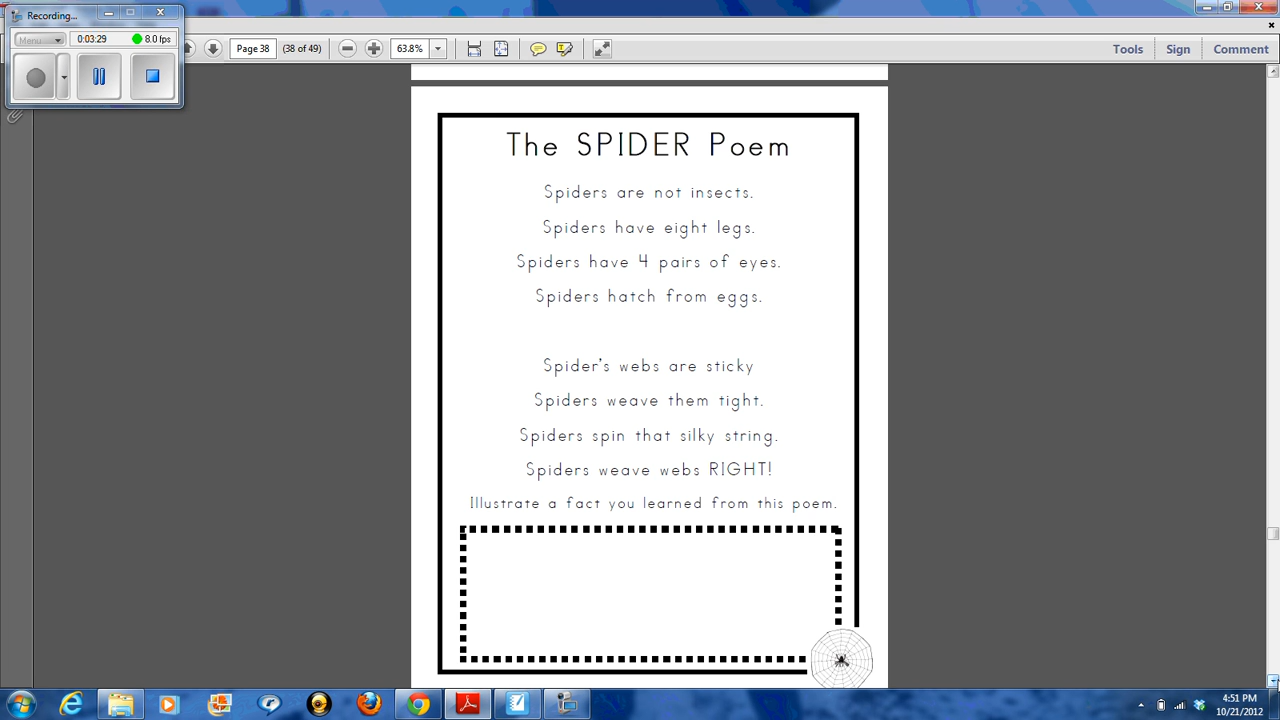 Recording...
Menu
0:03:29
8.0 fps
Page 38
(38 of 49)
63.8%
Tools
Sign
Comment
The SPIDER Poem
Spiders are not insects.
Spiders have eight legs.
Spiders have 4 pairs of eyes.
Spiders hatch from eggs.
Spider's webs are sticky
Spiders weave them tight.
Spiders spin that silky string.
Spiders weave webs RIGHT!
Illustrate a fact you learned from this poem.
4:51 PM
10/21/2012